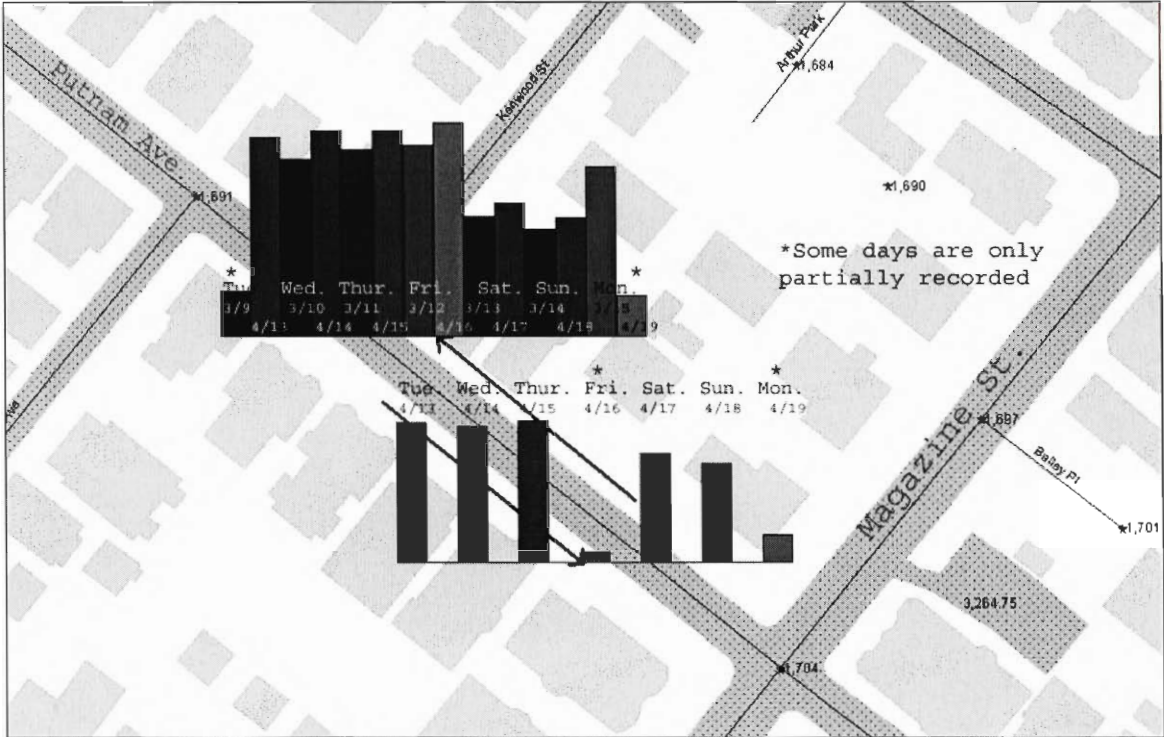 Arthur Park
1,684
Putnam Ave
Kenwood St
1,691
1,690
*Some days are only
partially recorded
* *
Tue. Wed. Thur. Fri. Sat. Sun. Mon.
3/9 3/10 3/11 3/12 3/13 3/14 3/15
4/13 4/14 4/15 4/16 4/17 4/18 4/19
* *
Tue. Wed. Thur. Fri. Sat. Sun. Mon.
4/13 4/14 4/15 4/16 4/17 4/18 4/19
Magazine St.
1,697
Bailey Pl
1,701
3,264.75
1,704